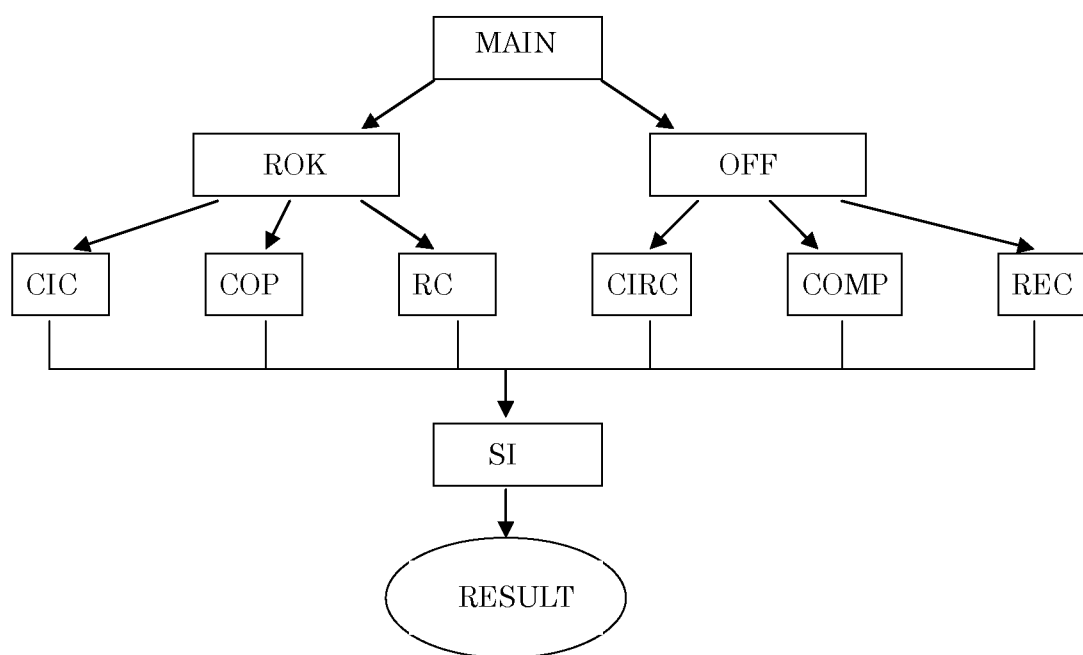 MAIN
ROK
OFF
CIC
COP
RC
CIRC
COMP
REC
SI
RESULT